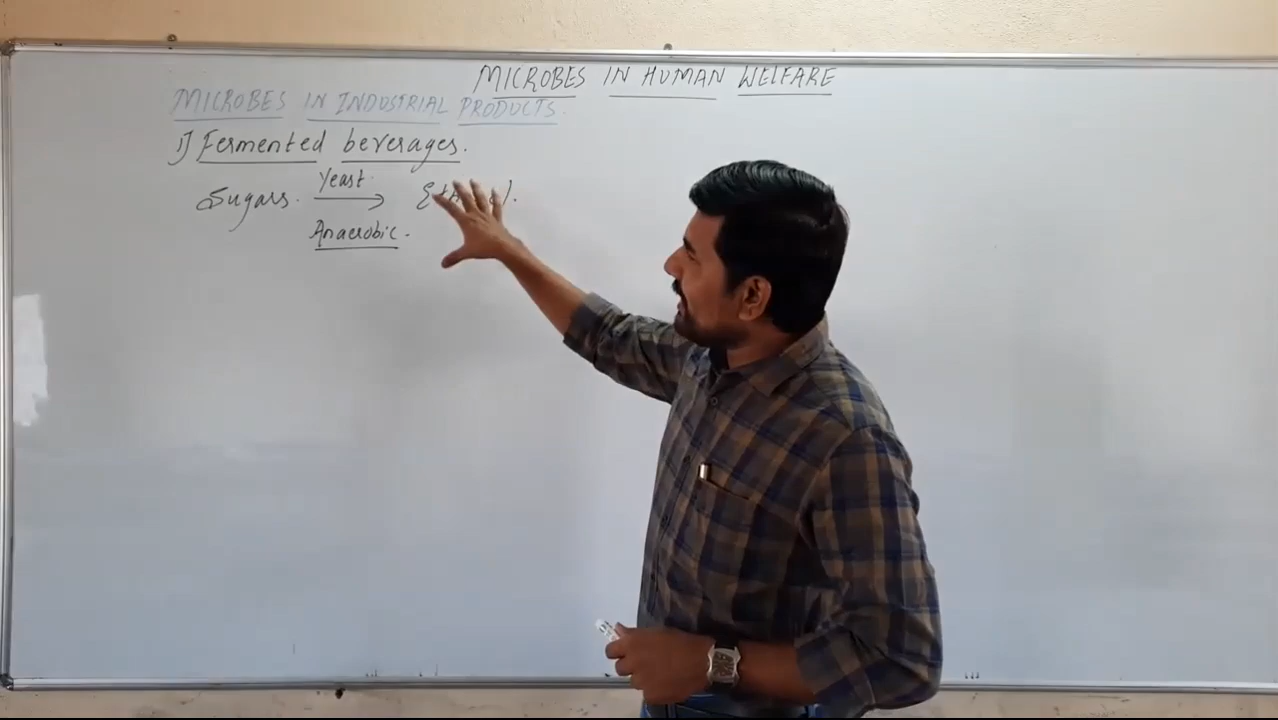 MICROBES IN HUMAN WELFARE
MICROBES IN INDUSTRIAL PRODUCTS.
1) Fermented beverages.
Sugars. Yeast →
Anaerobic.